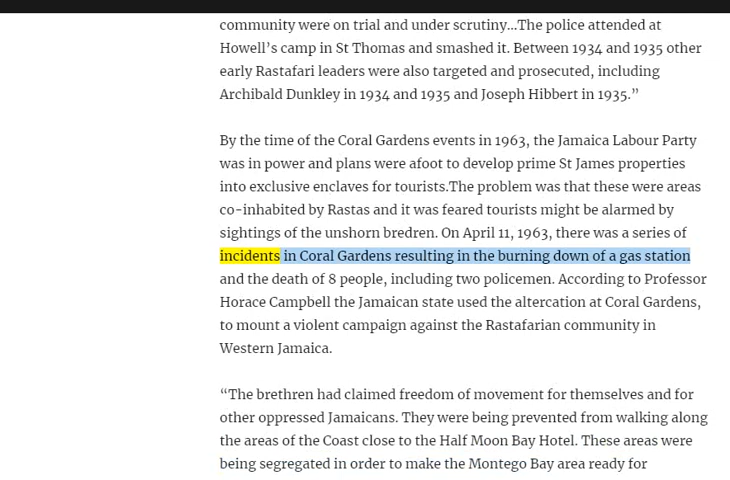 community were on trial and under scrutiny...The police attended at
Howell’s camp in St Thomas and smashed it. Between 1934 and 1935 other
early Rastafari leaders were also targeted and prosecuted, including
Archibald Dunkley in 1934 and 1935 and Joseph Hibbert in 1935.”
By the time of the Coral Gardens events in 1963, the Jamaica Labour Party
was in power and plans were afoot to develop prime St James properties
into exclusive enclaves for tourists.The problem was that these were areas
co-inhabited by Rastas and it was feared tourists might be alarmed by
sightings of the unshorn bredren. On April 11, 1963, there was a series of
incidents in Coral Gardens resulting in the burning down of a gas station
and the death of 8 people, including two policemen. According to Professor
Horace Campbell the Jamaican state used the altercation at Coral Gardens,
to mount a violent campaign against the Rastafarian community in
Western Jamaica.
“The brethren had claimed freedom of movement for themselves and for
other oppressed Jamaicans. They were being prevented from walking along
the areas of the Coast close to the Half Moon Bay Hotel. These areas were
being segregated in order to make the Montego Bay area ready for